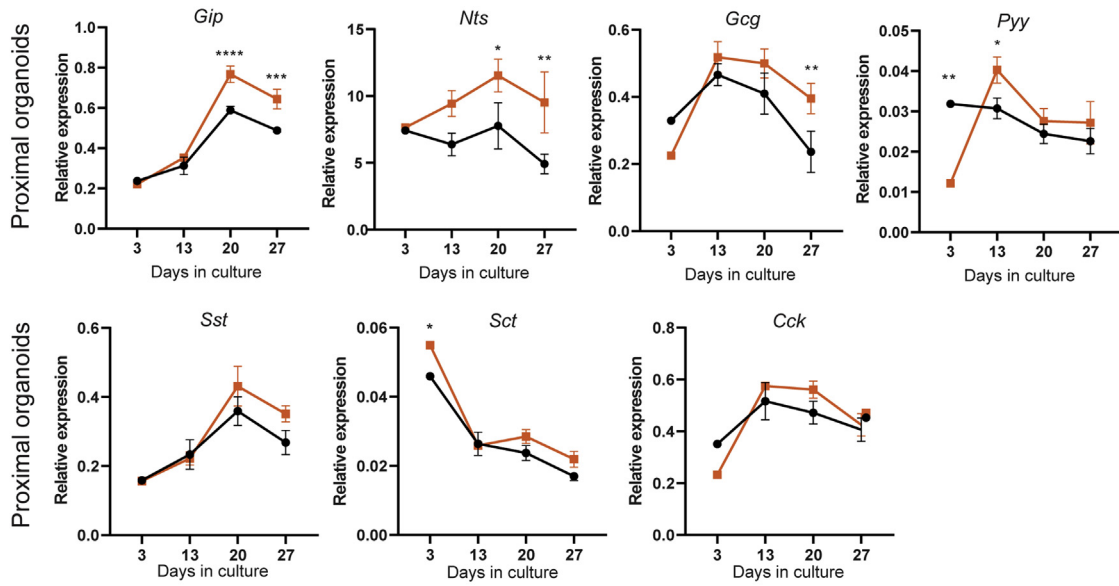 Proximal organoids
Gip
Relative expression
1.0
0.8
0.6
0.4
0.2
0.0
****
***
3 13 20 27
Days in culture
Nts
Relative expression
15
10
5
0
*
**
3 13 20 27
Days in culture
Gcg
Relative expression
0.6
0.4
0.2
0.0
**
3 13 20 27
Days in culture
Pyy
Relative expression
0.05
0.04
0.03
0.02
0.01
0.00
**
*
3 13 20 27
Days in culture
Proximal organoids
Sst
Relative expression
0.6
0.4
0.2
0.0
3 13 20 27
Days in culture
Sct
Relative expression
0.06
0.04
0.02
0.00
*
3 13 20 27
Days in culture
Cck
Relative expression
0.8
0.6
0.4
0.2
0.0
3 13 20 27
Days in culture